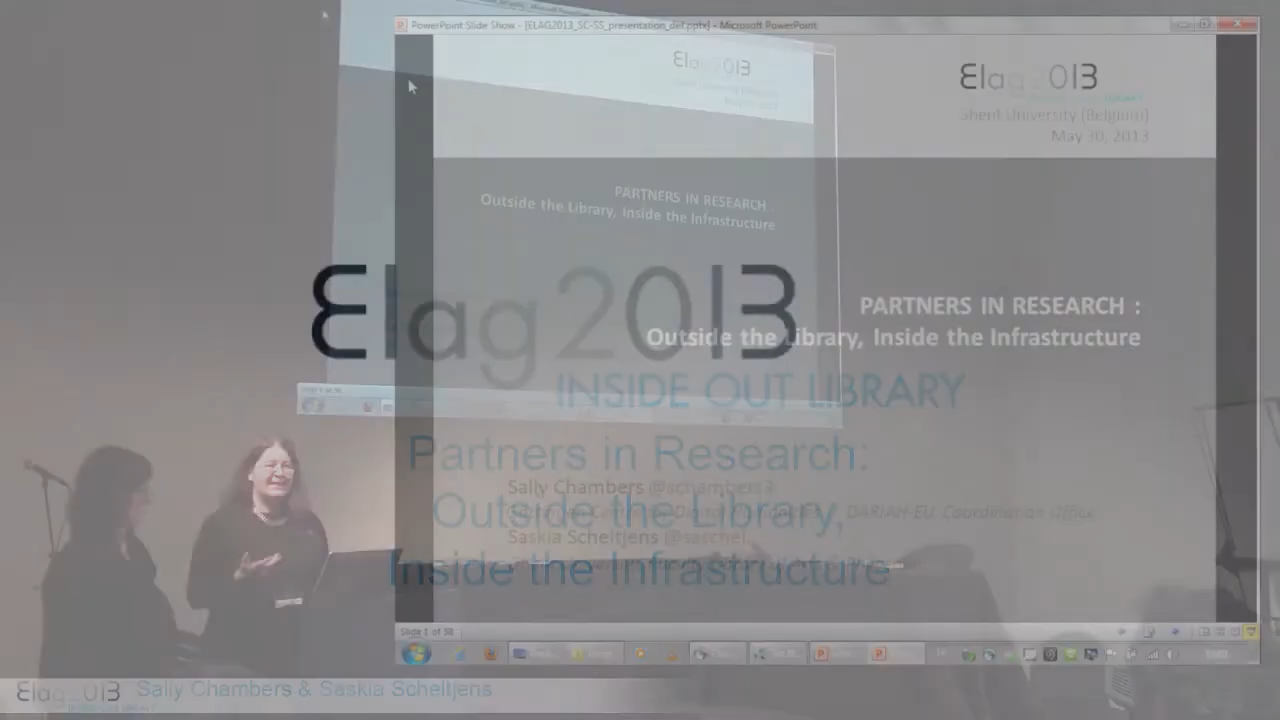 PowerPoint Slide Show - [ELAG2013_SC-SS_presentation_def.pptx] - Microsoft PowerPoint
Elag2013
Elag2013
Ghent University (Belgium)
May 30, 2013
PARTNERS IN RESEARCH :
Outside the Library, Inside the Infrastructure
PARTNERS IN RESEARCH :
Outside the Library, Inside the Infrastructure
Elag2013
INSIDE OUT LIBRARY
Partners in Research:
Outside the Library,
Inside the Infrastructure
Sally Chambers @schambers3
DARIAH-EU Coordination Office
Saskia Scheltjens @saschel
Slide 1 of 38
Elag2013
Sally Chambers & Saskia Scheltjens